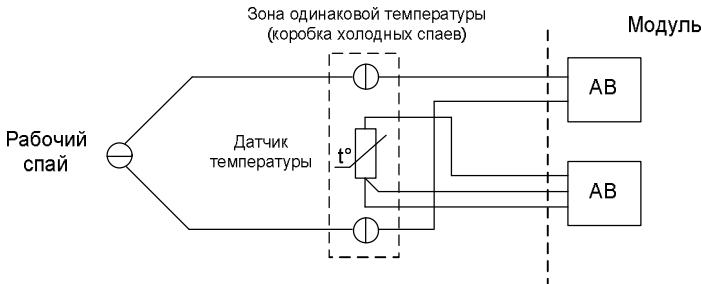 Зона одинаковой температуры
(коробка холодных спаев)
Модуль
АВ
Рабочий
спай
Датчик
температуры
t°
АВ